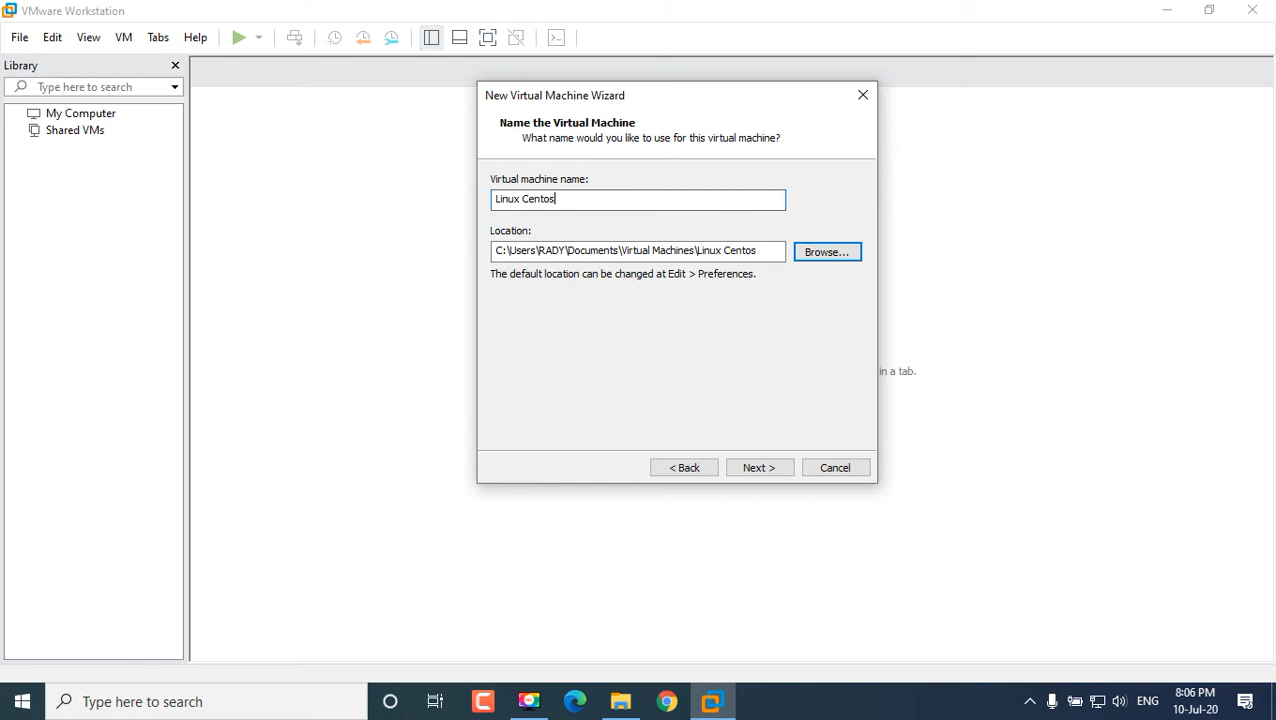 VMware Workstation
File Edit View VM Tabs Help
Library
Type here to search
My Computer
Shared VMs
New Virtual Machine Wizard
Name the Virtual Machine
What name would you like to use for this virtual machine?
Virtual machine name:
Linux Centos
Location:
C:\Users\RADY\Documents\Virtual Machines\Linux Centos
Browse...
The default location can be changed at Edit > Preferences.
in a tab.
< Back Next > Cancel
Type here to search
ENG
8:06 PM
10-Jul-20